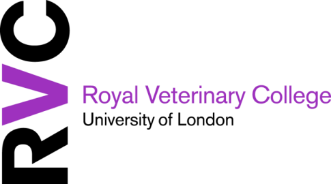 RVC
Royal Veterinary College
University of London